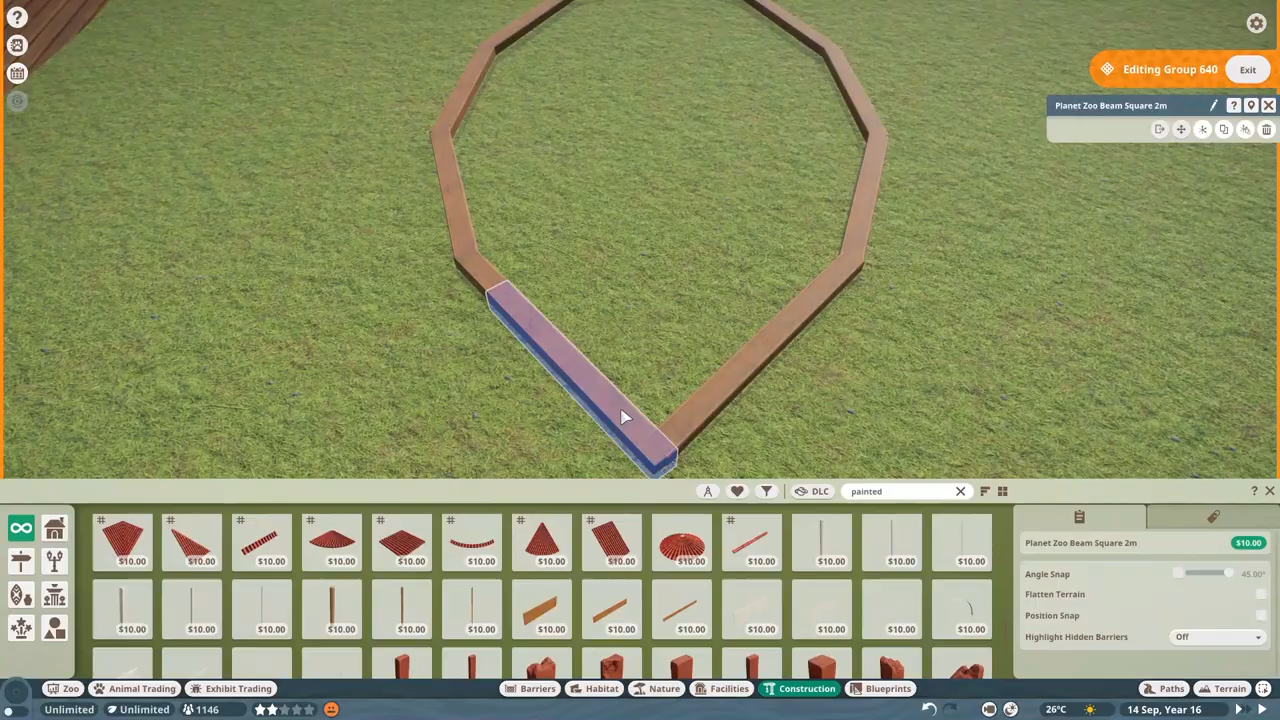 ?
Editing Group 640
Exit
Planet Zoo Beam Square 2m
?
DLC
painted
?
$10.00 $10.00 $10.00 $10.00 $10.00 $10.00 $10.00 $10.00 $10.00 $10.00 $10.00 $10.00 $10.00
$10.00 $10.00 $10.00 $10.00 $10.00 $10.00 $10.00 $10.00 $10.00 $10.00 $10.00 $10.00 $10.00
Planet Zoo Beam Square 2m
$10.00
Angle Snap
45.00°
Flatten Terrain
Position Snap
Highlight Hidden Barriers
Off
Zoo
Animal Trading
Exhibit Trading
Barriers
Habitat
Nature
Facilities
Construction
Blueprints
Paths
Terrain
Unlimited
Unlimited
1146
26°C
14 Sep, Year 16